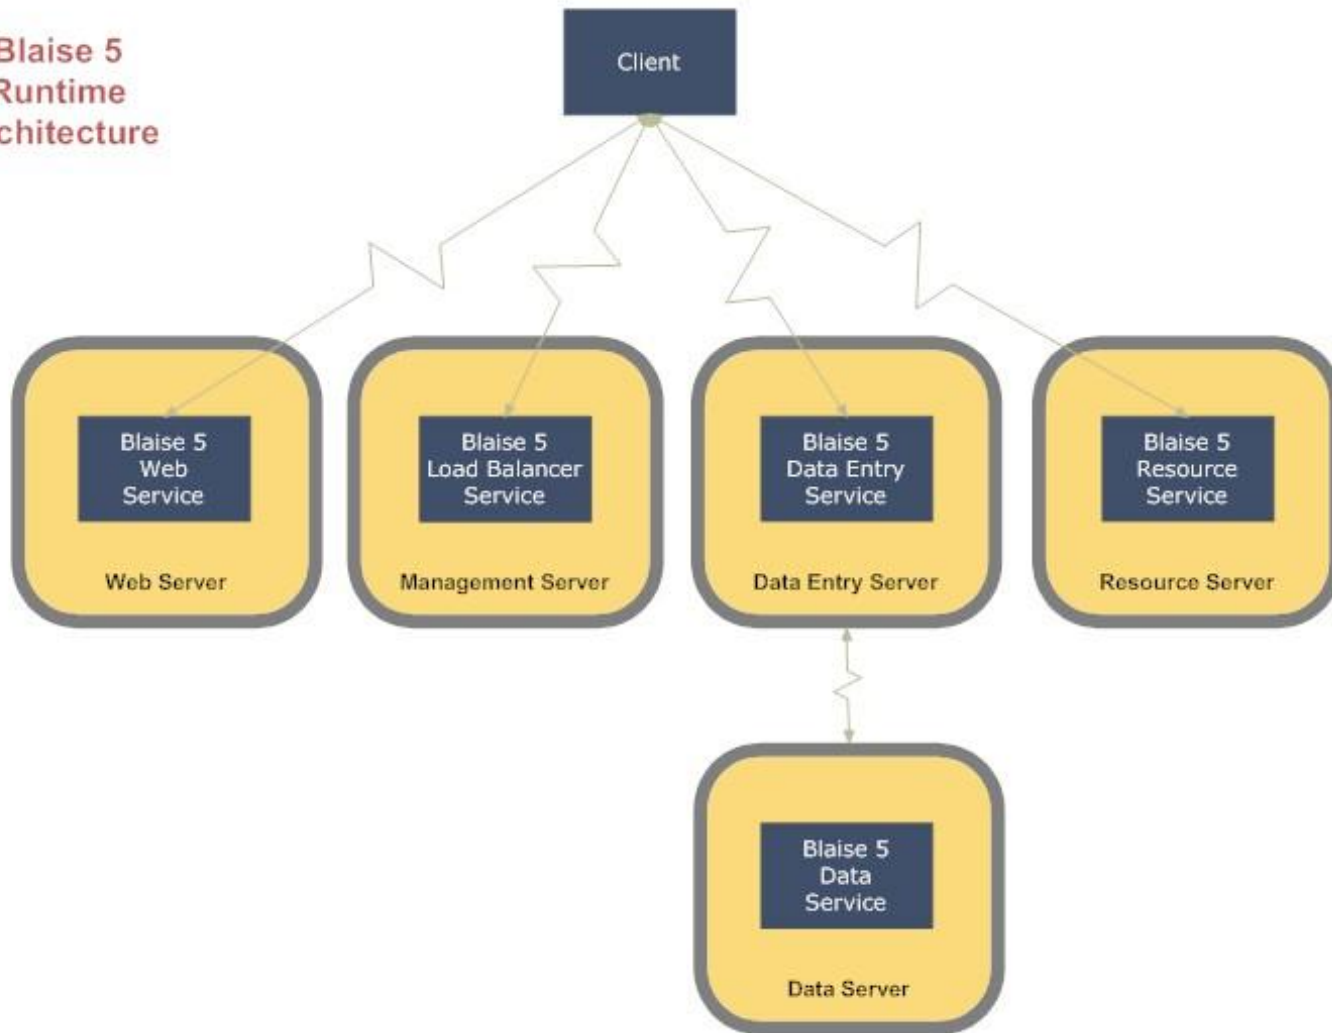 Blaise 5
Runtime
chitecture
Client
Blaise 5
Web
Service
Web Server
Blaise 5
Load Balancer
Service
Management Server
Blaise 5
Data Entry
Service
Data Entry Server
Blaise 5
Resource
Service
Resource Server
Blaise 5
Data
Service
Data Server